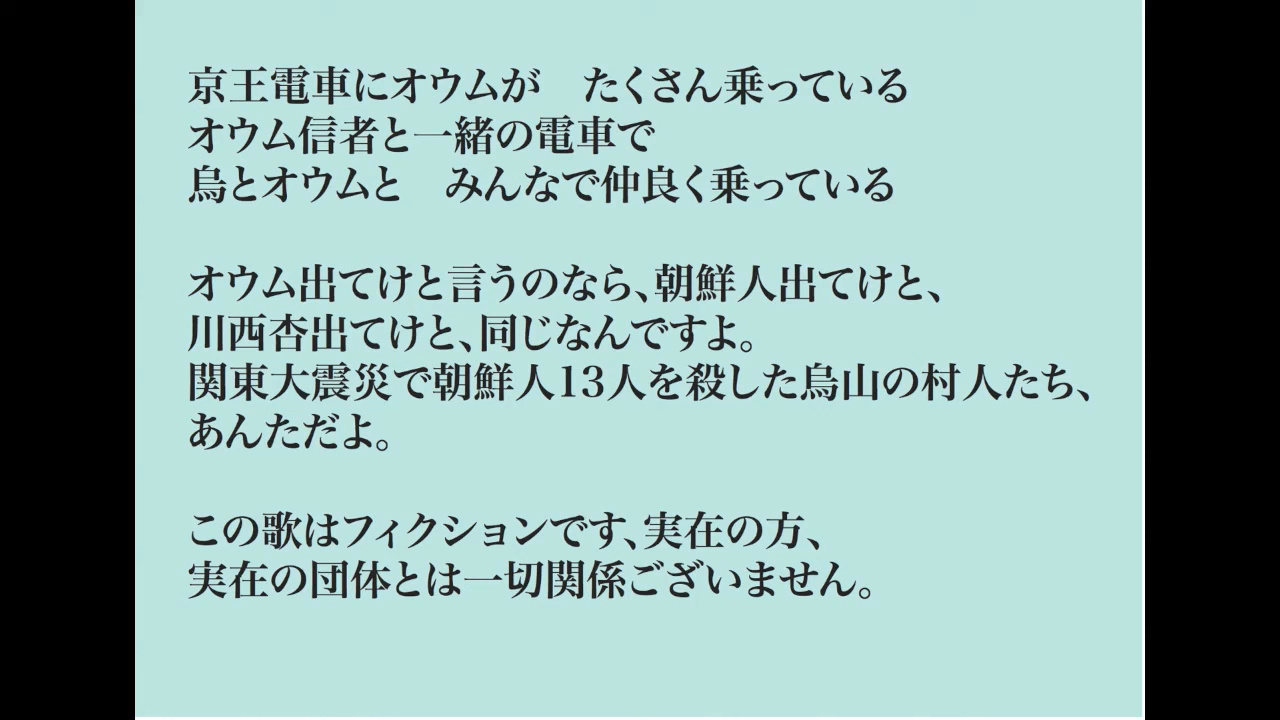 京王電車にオウムが　たくさん乗っている
オウム信者と一緒の電車で
烏とオウムと　みんなで仲良く乗っている
オウム出てけと言うのなら、朝鮮人出てけと、
川西杏出てけと、同じなんですよ。
関東大震災で朝鮮人13人を殺した烏山の村人たち、
あんただよ。
この歌はフィクションです、実在の方、
実在の団体とは一切関係ございません。